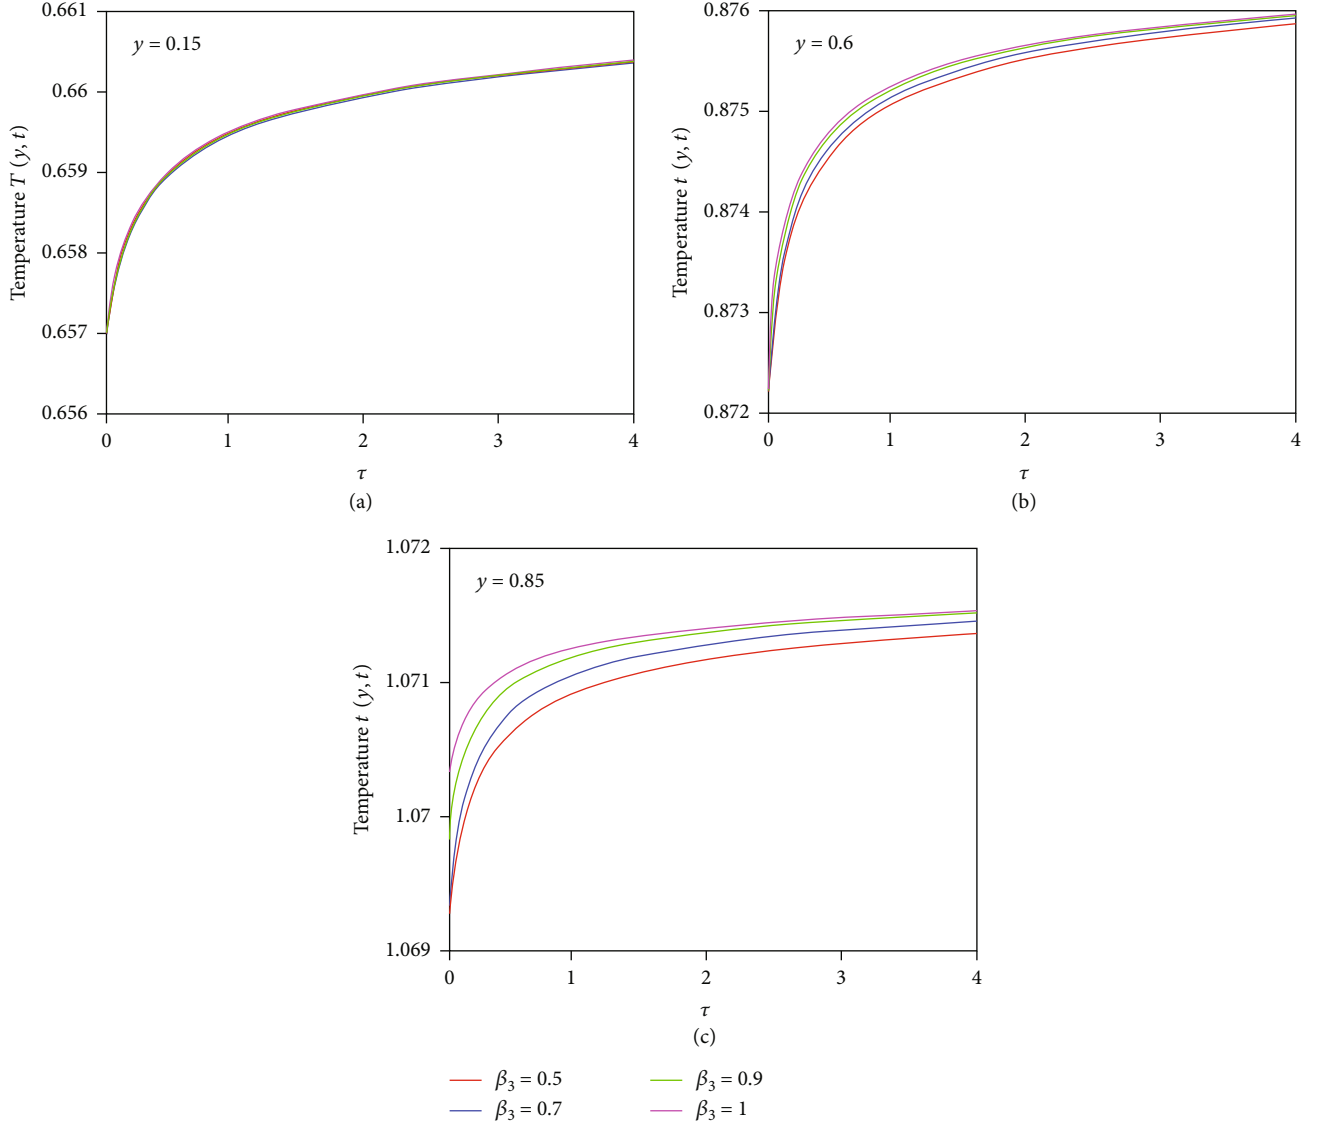 y = 0.15
Temperature T (y, t)
0.661
0.66
0.659
0.658
0.657
0.656
0 1 2 3 4
τ
(a)
y = 0.6
Temperature t (y, t)
0.876
0.875
0.874
0.873
0.872
0 1 2 3 4
τ
(b)
y = 0.85
Temperature t (y, t)
1.072
1.071
1.07
1.069
0 1 2 3 4
τ
(c)
β₃ = 0.5
β₃ = 0.9
β₃ = 0.7
β₃ = 1